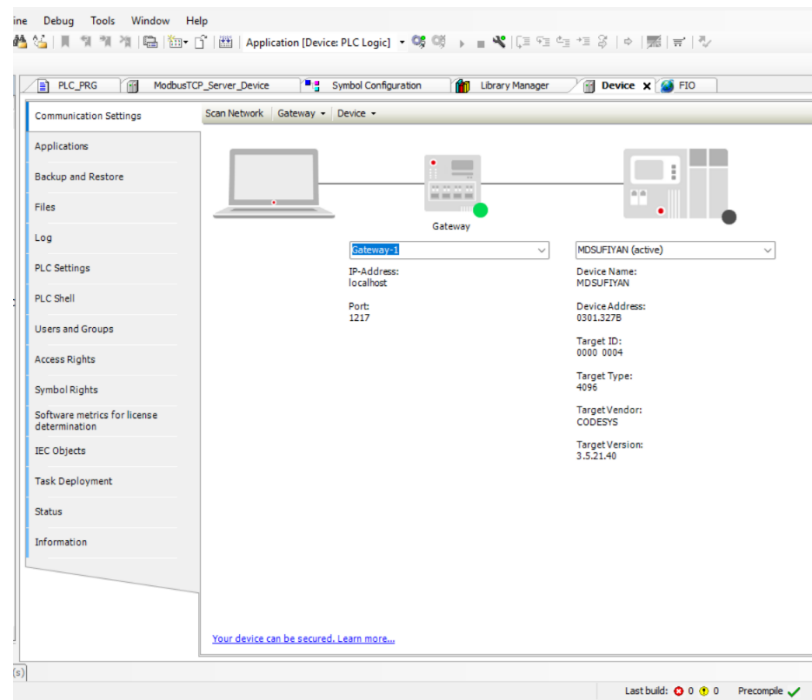 ine Debug Tools Window Help
Application [Device: PLC Logic]
PLC_PRG ModbusTCP_Server_Device Symbol Configuration Library Manager Device FIO
Communication Settings
Scan Network Gateway Device
Applications
Backup and Restore
Files
Log
PLC Settings
PLC Shell
Users and Groups
Access Rights
Symbol Rights
Software metrics for license
determination
IEC Objects
Task Deployment
Status
Information
Gateway
Gateway-1
IP-Address:
localhost
Port:
1217
MDSUFIYAN (active)
Device Name:
MDSUFIYAN
Device Address:
0301.327B
Target ID:
0000 0004
Target Type:
4096
Target Vendor:
CODESYS
Target Version:
3.5.21.40
Your device can be secured. Learn more...
(s)
Last build: 0 0 Precompile